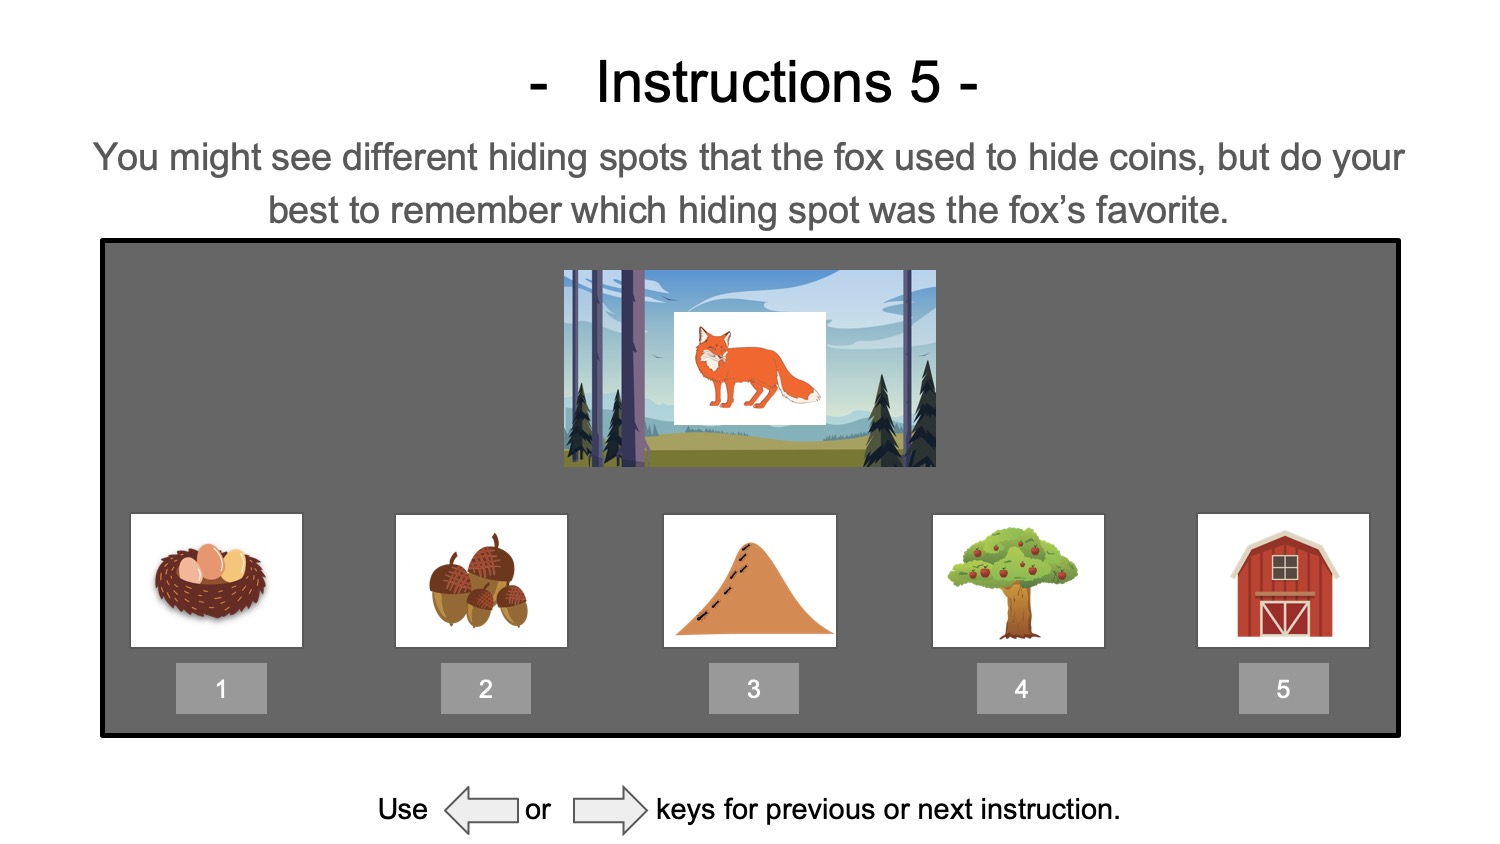 - Instructions 5 -
You might see different hiding spots that the fox used to hide coins, but do your
best to remember which hiding spot was the fox’s favorite.
1 2 3 4 5
Use or keys for previous or next instruction.